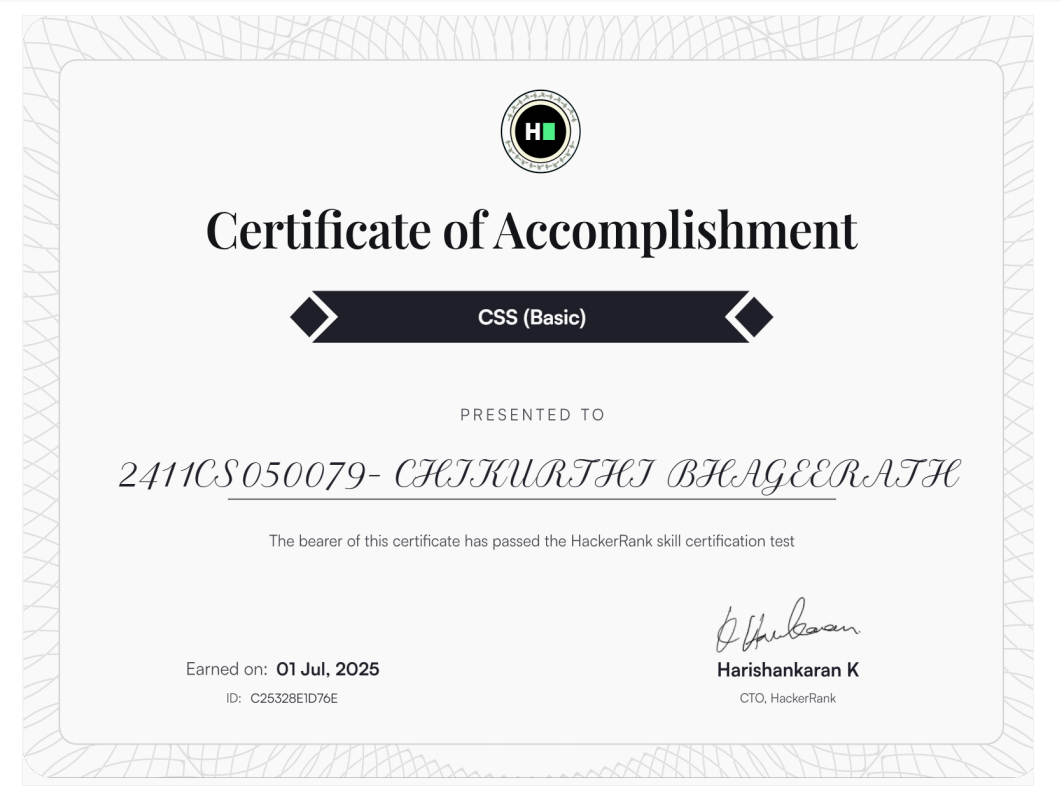 H
Certificate of Accomplishment
CSS (Basic)
PRESENTED TO
2411CS050079- CHIKURTHI BHAGEERATH
The bearer of this certificate has passed the HackerRank skill certification test
Earned on: 01 Jul, 2025
ID: C25328E1D76E
Harishankaran K
CTO, HackerRank